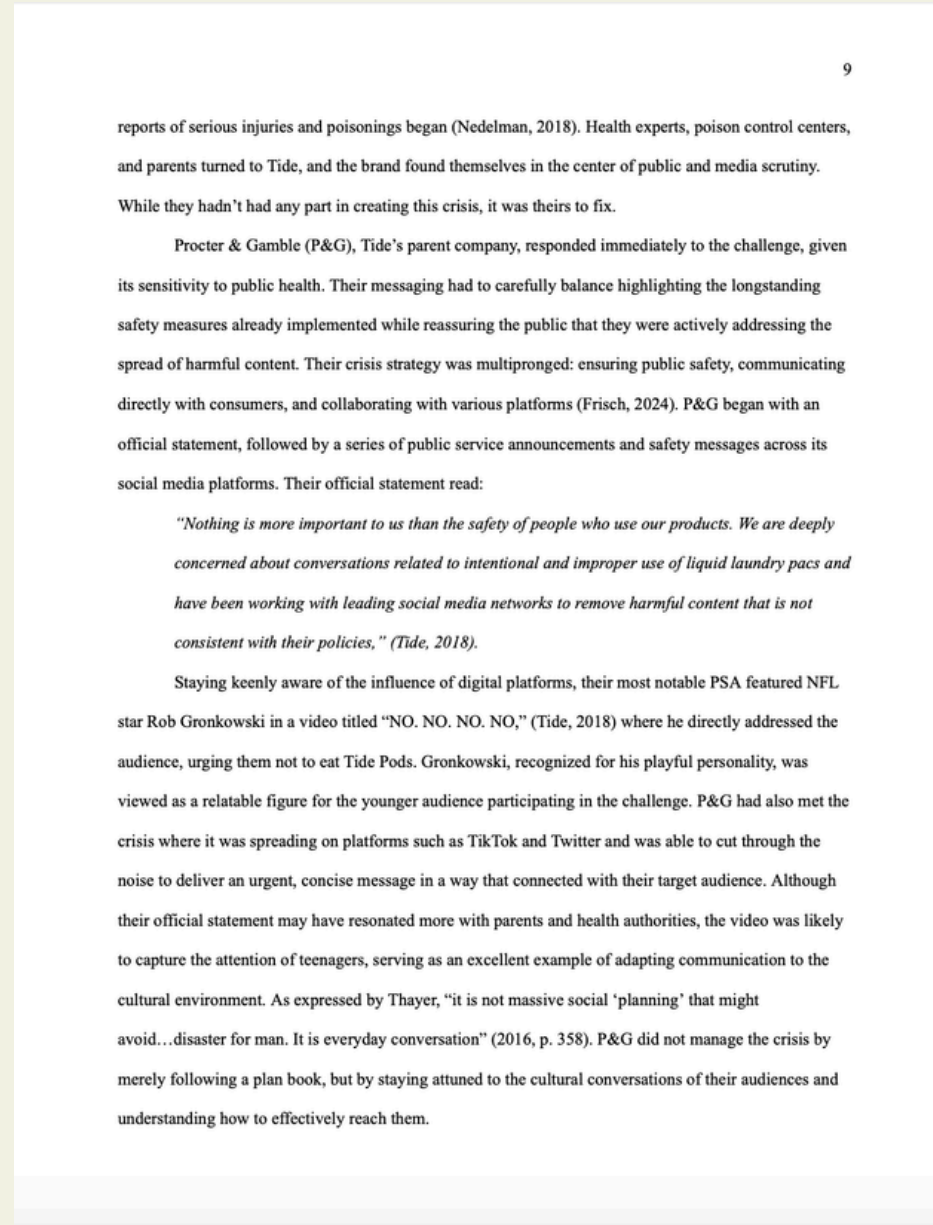 9
reports of serious injuries and poisonings began (Nedelman, 2018). Health experts, poison control centers,
and parents turned to Tide, and the brand found themselves in the center of public and media scrutiny.
While they hadn’t had any part in creating this crisis, it was theirs to fix.
Procter & Gamble (P&G), Tide’s parent company, responded immediately to the challenge, given
its sensitivity to public health. Their messaging had to carefully balance highlighting the longstanding
safety measures already implemented while reassuring the public that they were actively addressing the
spread of harmful content. Their crisis strategy was multipronged: ensuring public safety, communicating
directly with consumers, and collaborating with various platforms (Frisch, 2024). P&G began with an
official statement, followed by a series of public service announcements and safety messages across its
social media platforms. Their official statement read:
“Nothing is more important to us than the safety of people who use our products. We are deeply
concerned about conversations related to intentional and improper use of liquid laundry pacs and
have been working with leading social media networks to remove harmful content that is not
consistent with their policies,” (Tide, 2018).
Staying keenly aware of the influence of digital platforms, their most notable PSA featured NFL
star Rob Gronkowski in a video titled “NO. NO. NO. NO,” (Tide, 2018) where he directly addressed the
audience, urging them not to eat Tide Pods. Gronkowski, recognized for his playful personality, was
viewed as a relatable figure for the younger audience participating in the challenge. P&G had also met the
crisis where it was spreading on platforms such as TikTok and Twitter and was able to cut through the
noise to deliver an urgent, concise message in a way that connected with their target audience. Although
their official statement may have resonated more with parents and health authorities, the video was likely
to capture the attention of teenagers, serving as an excellent example of adapting communication to the
cultural environment. As expressed by Thayer, “it is not massive social ‘planning’ that might
avoid…disaster for man. It is everyday conversation” (2016, p. 358). P&G did not manage the crisis by
merely following a plan book, but by staying attuned to the cultural conversations of their audiences and
understanding how to effectively reach them.